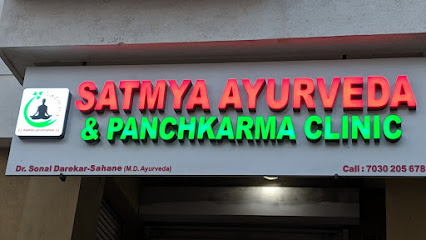 SATMYA AYURVEDA
& PANCHKARMA CLINIC
Dr. Sonal Darekar-Sahane (M.D. Ayurveda)
Call : 7030 205 678